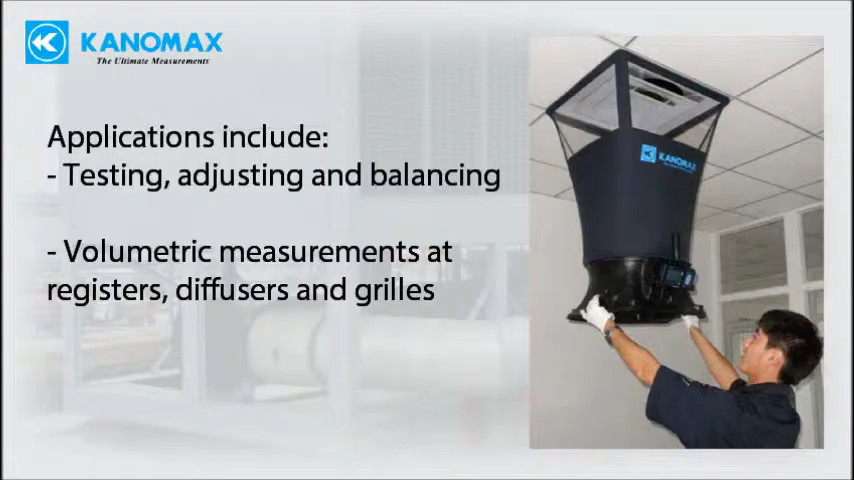 KANOMAX
The Ultimate Measurements
Applications include:
- Testing, adjusting and balancing
- Volumetric measurements at
registers, diffusers and grilles
KANOMAX